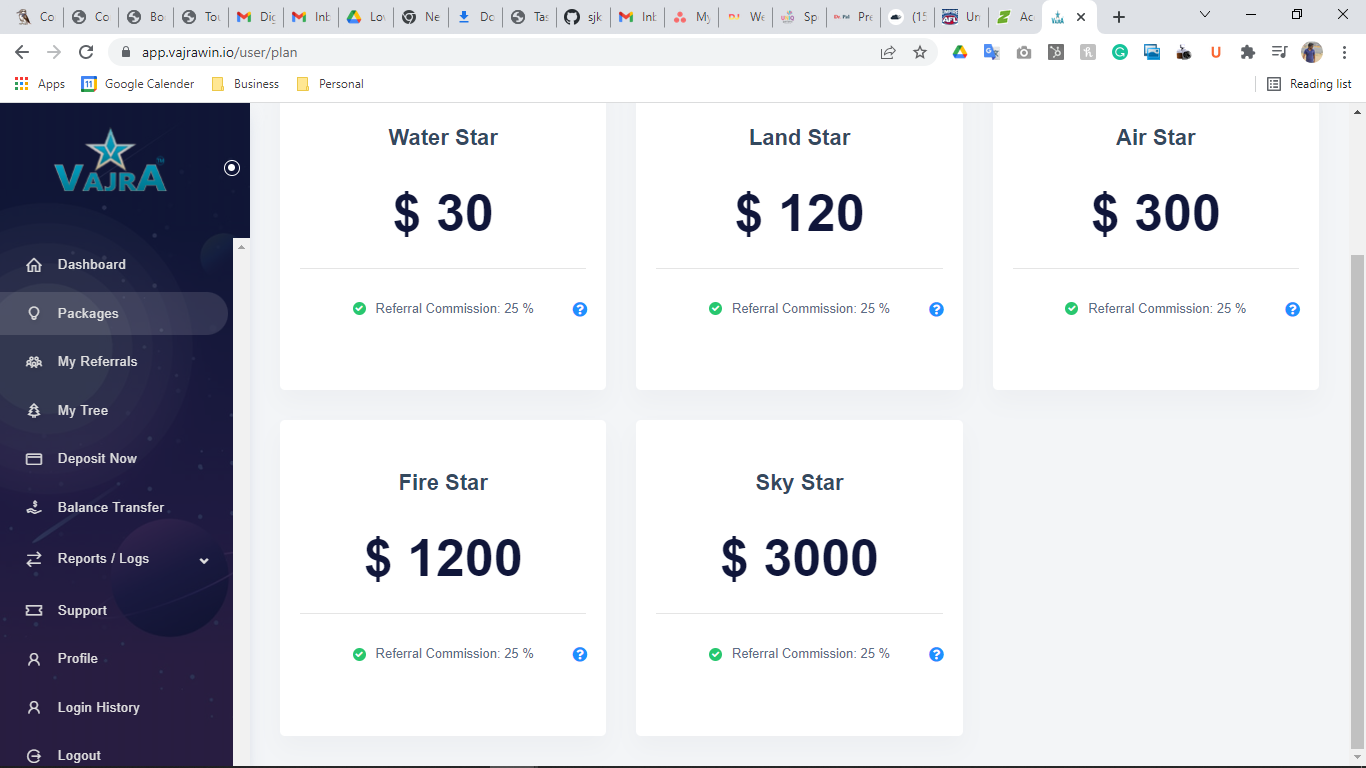 Co
Co
Bo
Tou
Dig
Inb
Lov
Ne
Do
Tas
sjk
Inb
My
We
Sp
Pre
(15
Un
Ac
app.vajrawin.io/user/plan
Apps
Google Calender
Business
Personal
Reading list
VAJRA
Dashboard
Packages
My Referrals
My Tree
Deposit Now
Balance Transfer
Reports / Logs
Support
Profile
Login History
Logout
Water Star
$ 30
Referral Commission: 25 %
Land Star
$ 120
Referral Commission: 25 %
Air Star
$ 300
Referral Commission: 25 %
Fire Star
$ 1200
Referral Commission: 25 %
Sky Star
$ 3000
Referral Commission: 25 %